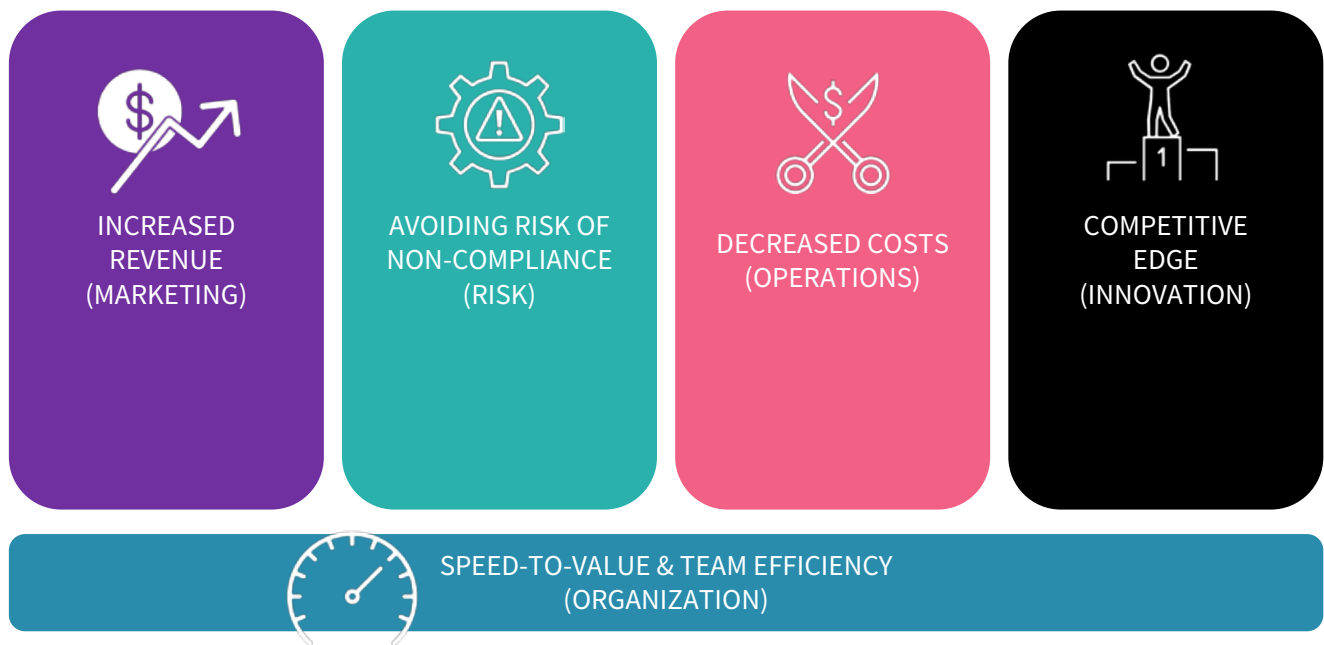 $
INCREASED
REVENUE
(MARKETING)
!
AVOIDING RISK OF
NON-COMPLIANCE
(RISK)
$
DECREASED COSTS
(OPERATIONS)
1
COMPETITIVE
EDGE
(INNOVATION)
SPEED-TO-VALUE & TEAM EFFICIENCY
(ORGANIZATION)